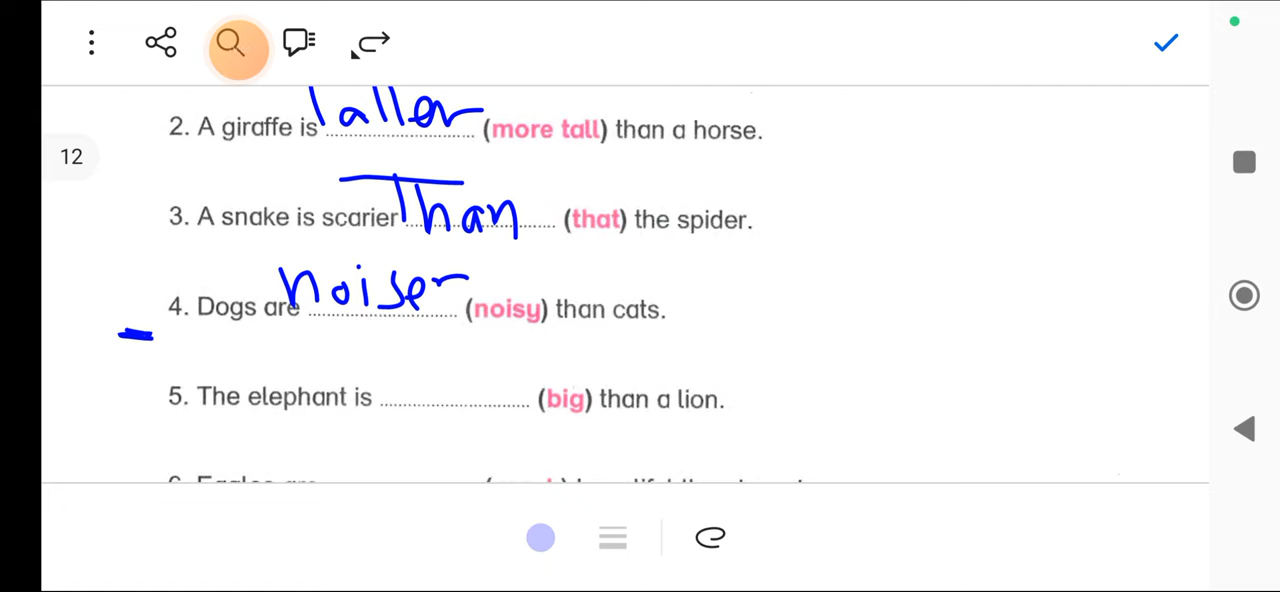 2. A giraffe is taller (more tall) than a horse.
12
3. A snake is scarier Than (that) the spider.
4. Dogs are noiser (noisy) than cats.
5. The elephant is ........................... (big) than a lion.